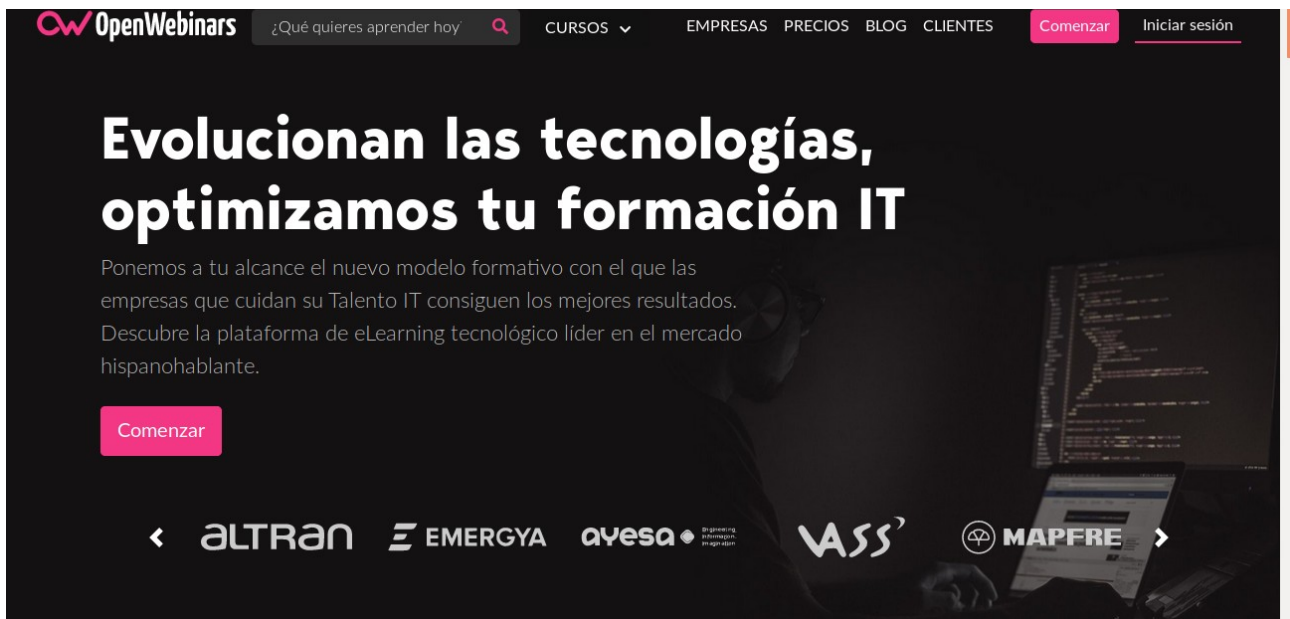 OpenWebinars
¿Qué quieres aprender hoy
CURSOS
EMPRESAS PRECIOS BLOG CLIENTES
Comenzar
Iniciar sesión
Evolucionan las tecnologías,
optimizamos tu formación IT
Ponemos a tu alcance el nuevo modelo formativo con el que las
empresas que cuidan su Talento IT consiguen los mejores resultados.
Descubre la plataforma de eLearning tecnológico líder en el mercado
hispanohablante.
Comenzar
aLTRan
EMERGYA
ayesa
VASS
MAPFRE